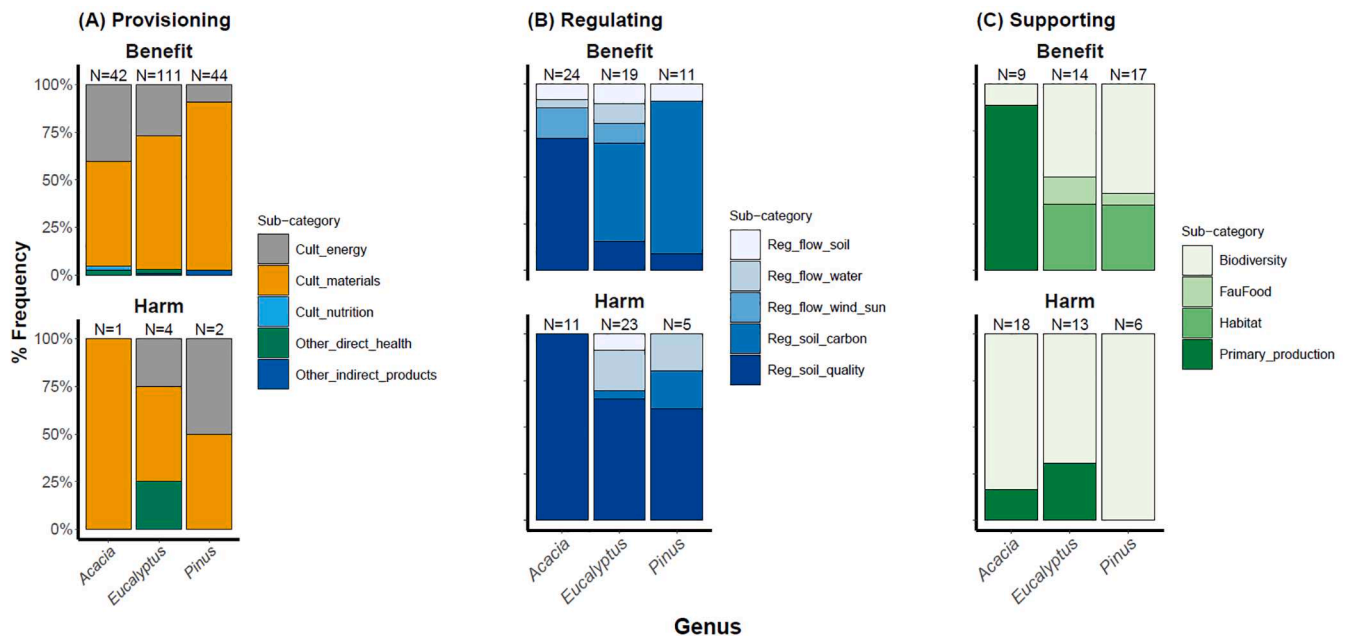 (A) Provisioning
Benefit
N=42 N=111 N=44
100%
75%
50%
25%
0%
Harm
N=1 N=4 N=2
100%
75%
50%
25%
0%
Acacia
Eucalyptus
Pinus
% Frequency
Sub-category
Cult_energy
Cult_materials
Cult_nutrition
Other_direct_health
Other_indirect_products
(B) Regulating
Benefit
N=24 N=19 N=11
Harm
N=11 N=23 N=5
Acacia
Eucalyptus
Pinus
Sub-category
Reg_flow_soil
Reg_flow_water
Reg_flow_wind_sun
Reg_soil_carbon
Reg_soil_quality
(C) Supporting
Benefit
N=9 N=14 N=17
Harm
N=18 N=13 N=6
Acacia
Eucalyptus
Pinus
Sub-category
Biodiversity
FauFood
Habitat
Primary_production
Genus